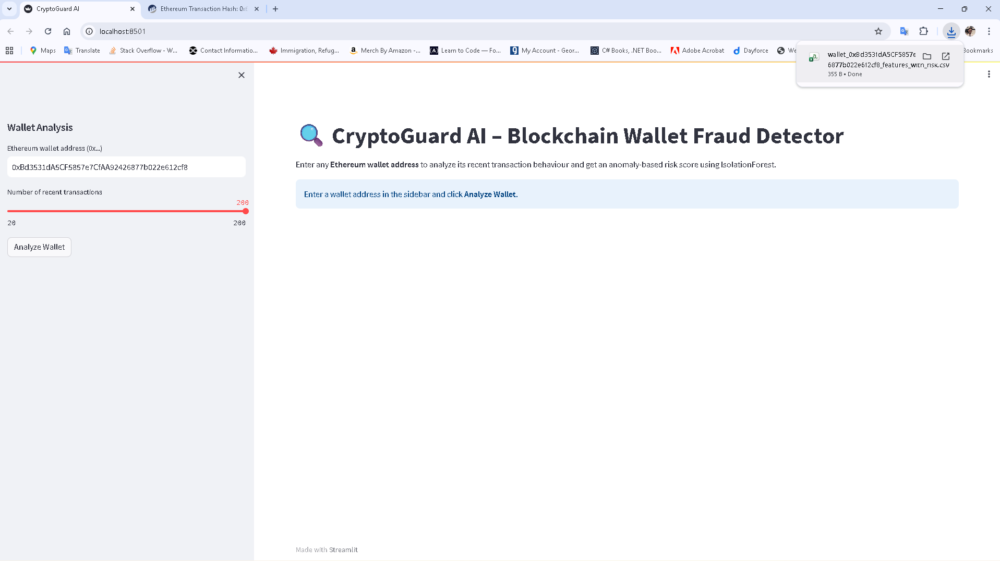 CryptoGuard AI
Ethereum Transaction Hash: 0x
localhost:8501
Maps
Translate
Stack Overflow - W...
Contact Informatio...
Immigration, Refug...
Merch By Amazon -...
Learn to Code — Fo...
My Account - Geor...
C# Books, .NET Boo...
Adobe Acrobat
Dayforce
We
Bookmarks
wallet_0xBd3531dA5CF5857e
6877b022e612cf8_features_with_risk.csv
355 B • Done
Wallet Analysis
Ethereum wallet address (0x...)
0xBd3531dA5CF5857e7CfAA92426877b022e612cf8
Number of recent transactions
200
20
200
Analyze Wallet
CryptoGuard AI – Blockchain Wallet Fraud Detector
Enter any Ethereum wallet address to analyze its recent transaction behaviour and get an anomaly-based risk score using IsolationForest.
Enter a wallet address in the sidebar and click Analyze Wallet.
Made with Streamlit